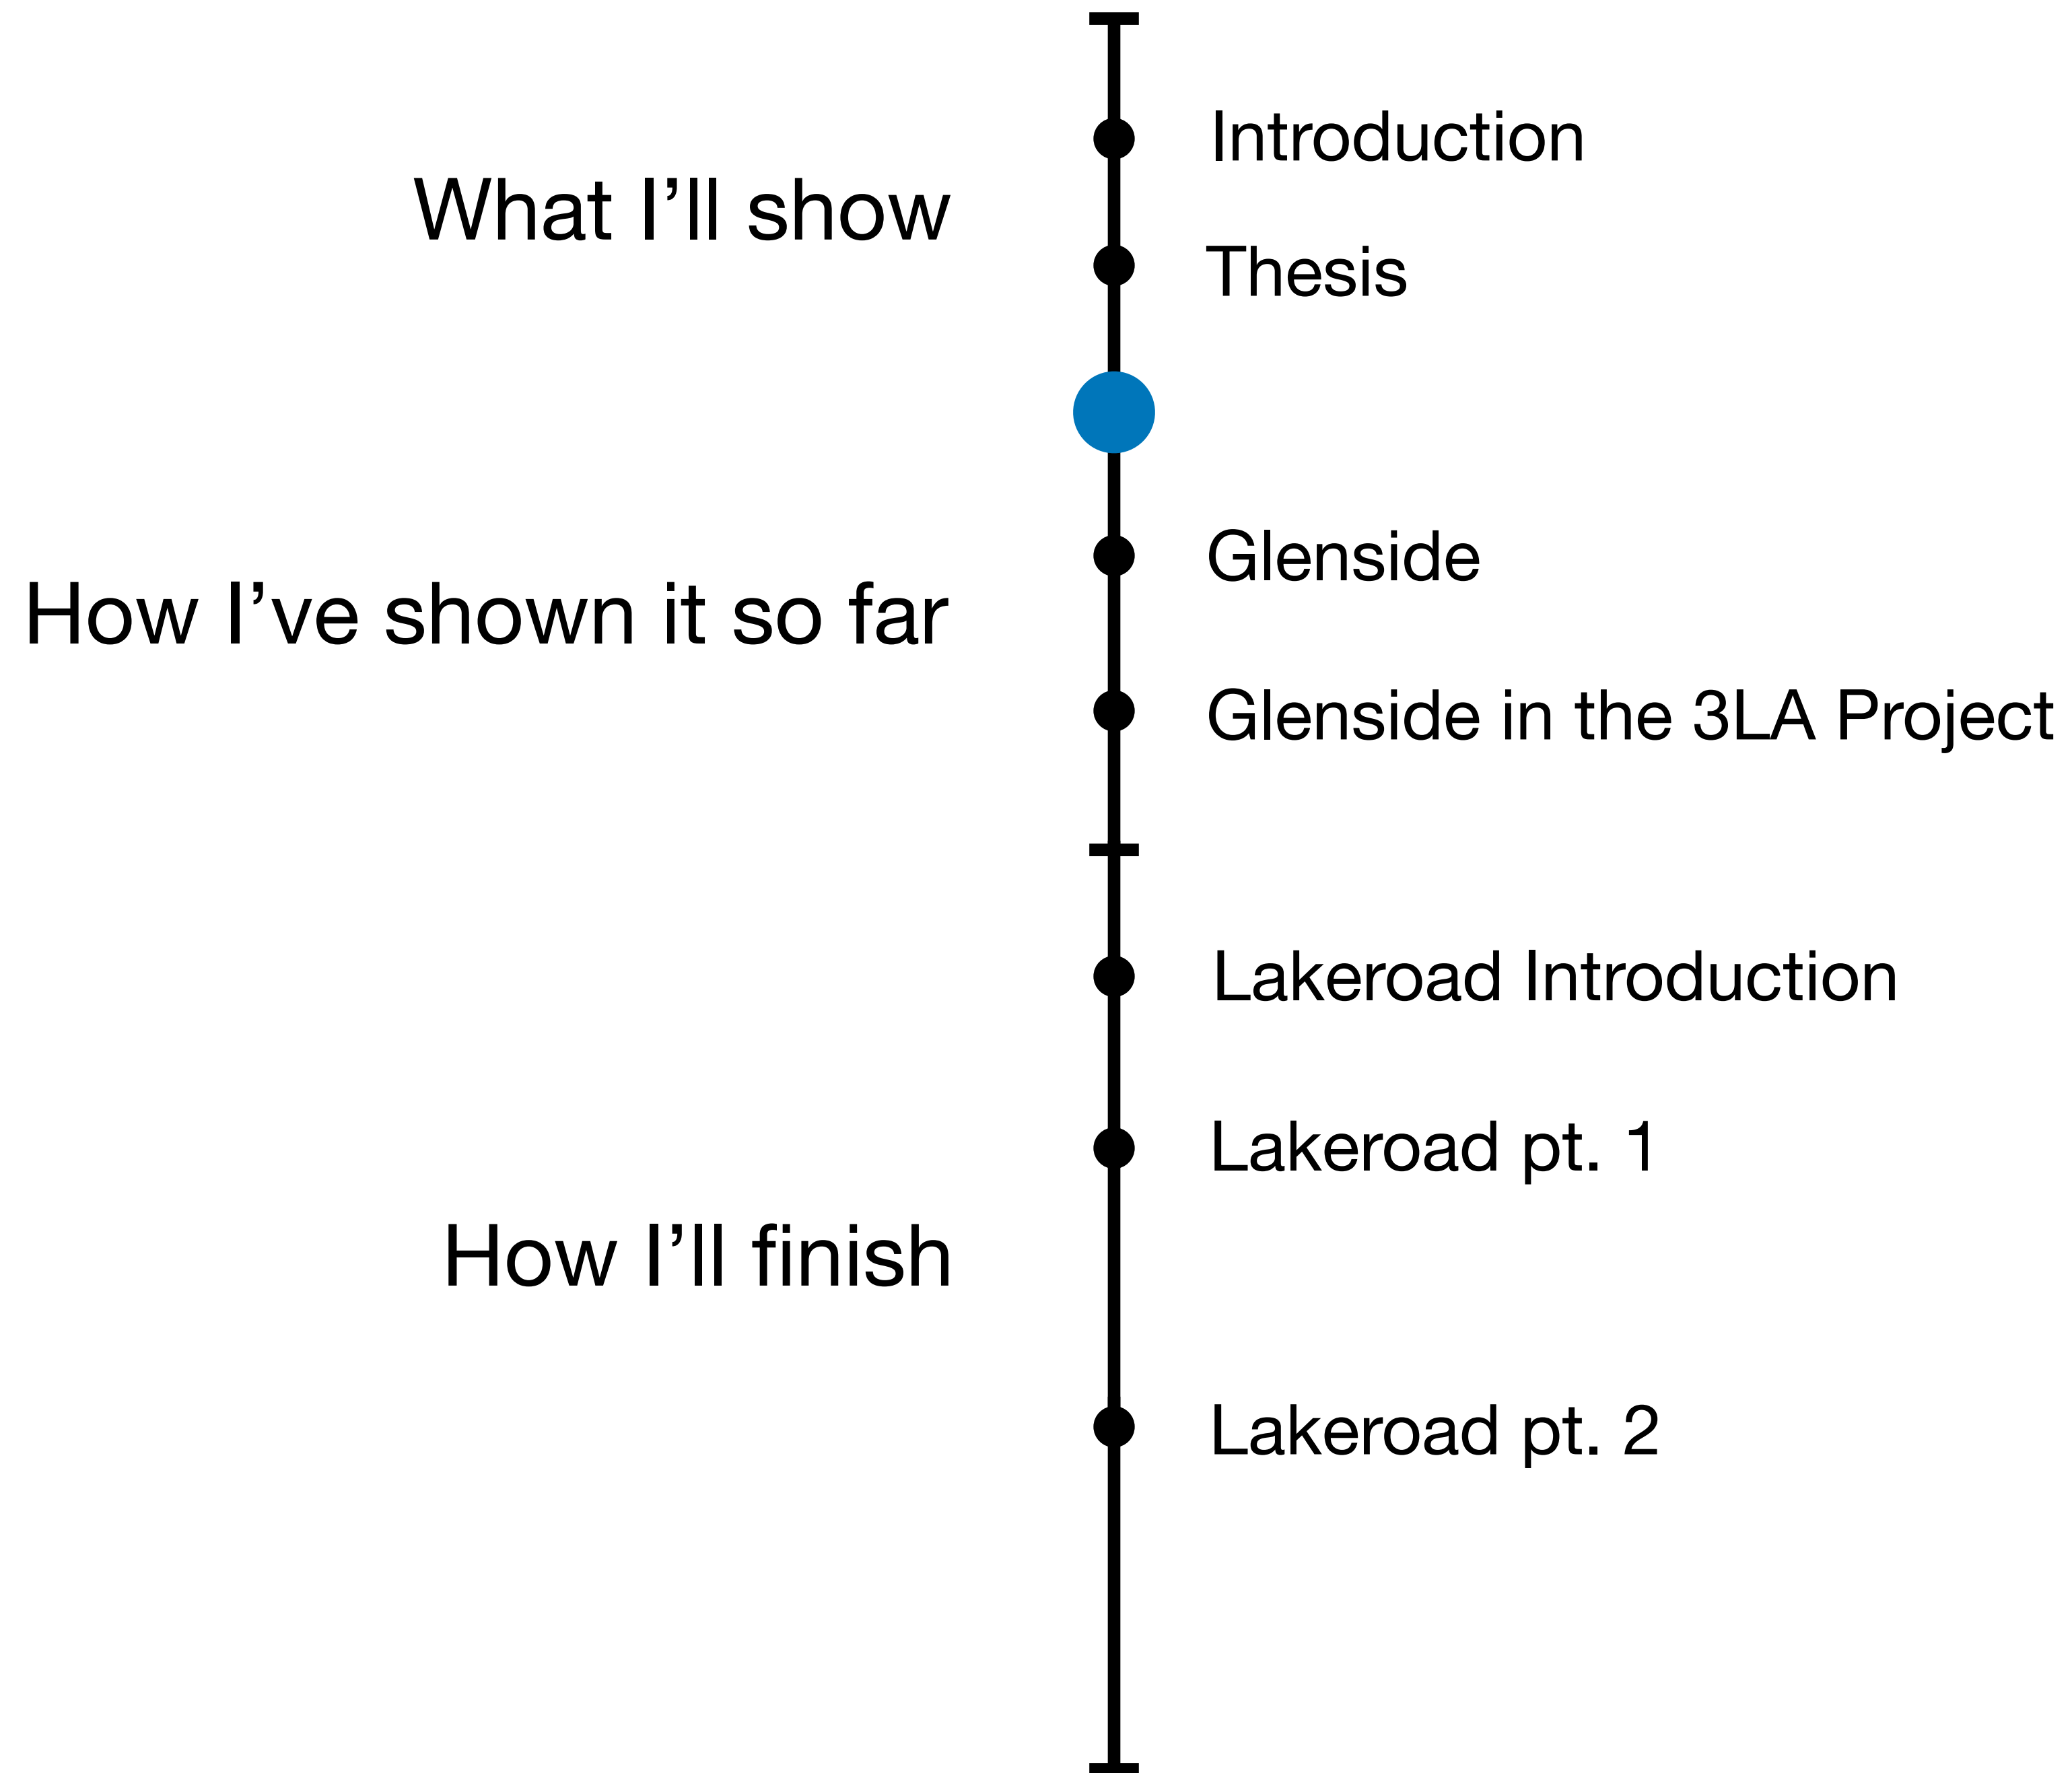 Introduction
What I’ll show
Thesis
Glenside
How I’ve shown it so far
Glenside in the 3LA Project
Lakeroad Introduction
Lakeroad pt. 1
How I’ll finish
Lakeroad pt. 2